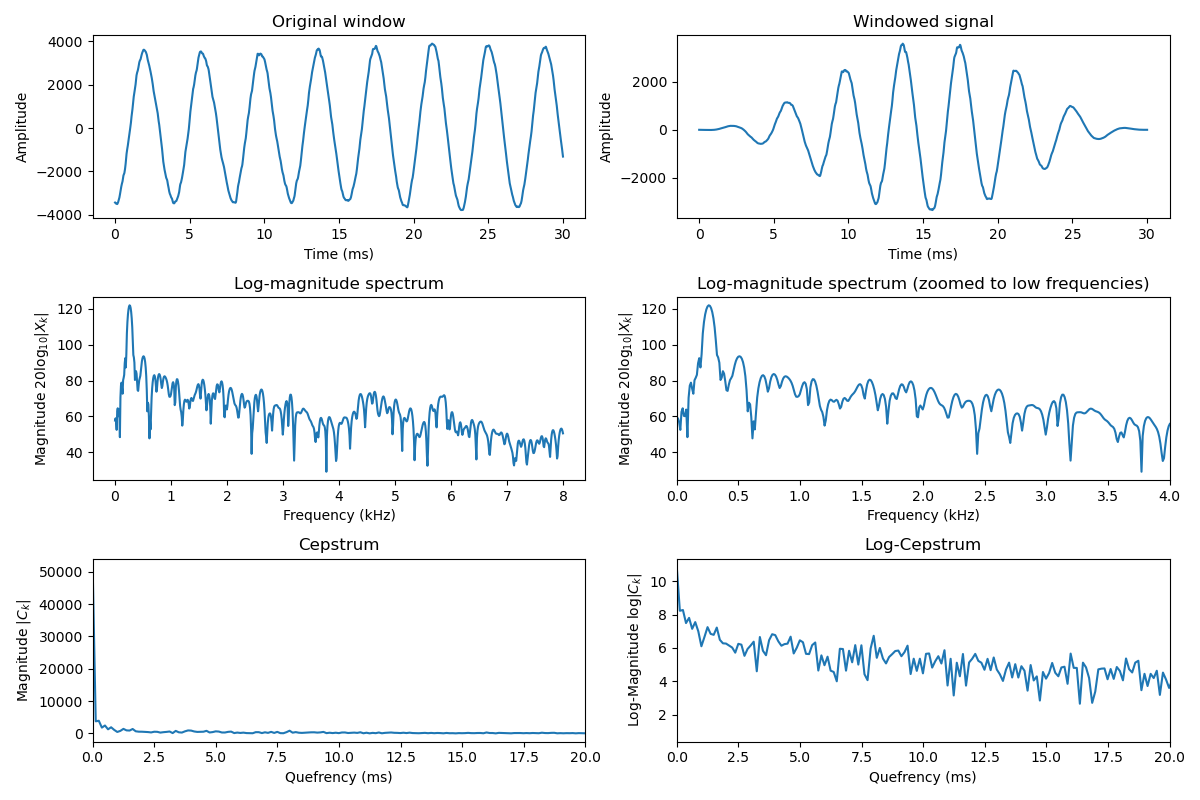 Original window
Amplitude
4000
2000
0
−2000
−4000
0 5 10 15 20 25 30
Time (ms)
Windowed signal
Amplitude
2000
0
−2000
0 5 10 15 20 25 30
Time (ms)
Log-magnitude spectrum
Magnitude 20log₁₀|Xₖ|
120
100
80
60
40
0 1 2 3 4 5 6 7 8
Frequency (kHz)
Log-magnitude spectrum (zoomed to low frequencies)
Magnitude 20log₁₀|Xₖ|
120
100
80
60
40
0.0 0.5 1.0 1.5 2.0 2.5 3.0 3.5 4.0
Frequency (kHz)
Cepstrum
Magnitude |Cₖ|
50000
40000
30000
20000
10000
0
0.0 2.5 5.0 7.5 10.0 12.5 15.0 17.5 20.0
Quefrency (ms)
Log-Cepstrum
Log-Magnitude log|Cₖ|
10
8
6
4
2
0.0 2.5 5.0 7.5 10.0 12.5 15.0 17.5 20.0
Quefrency (ms)